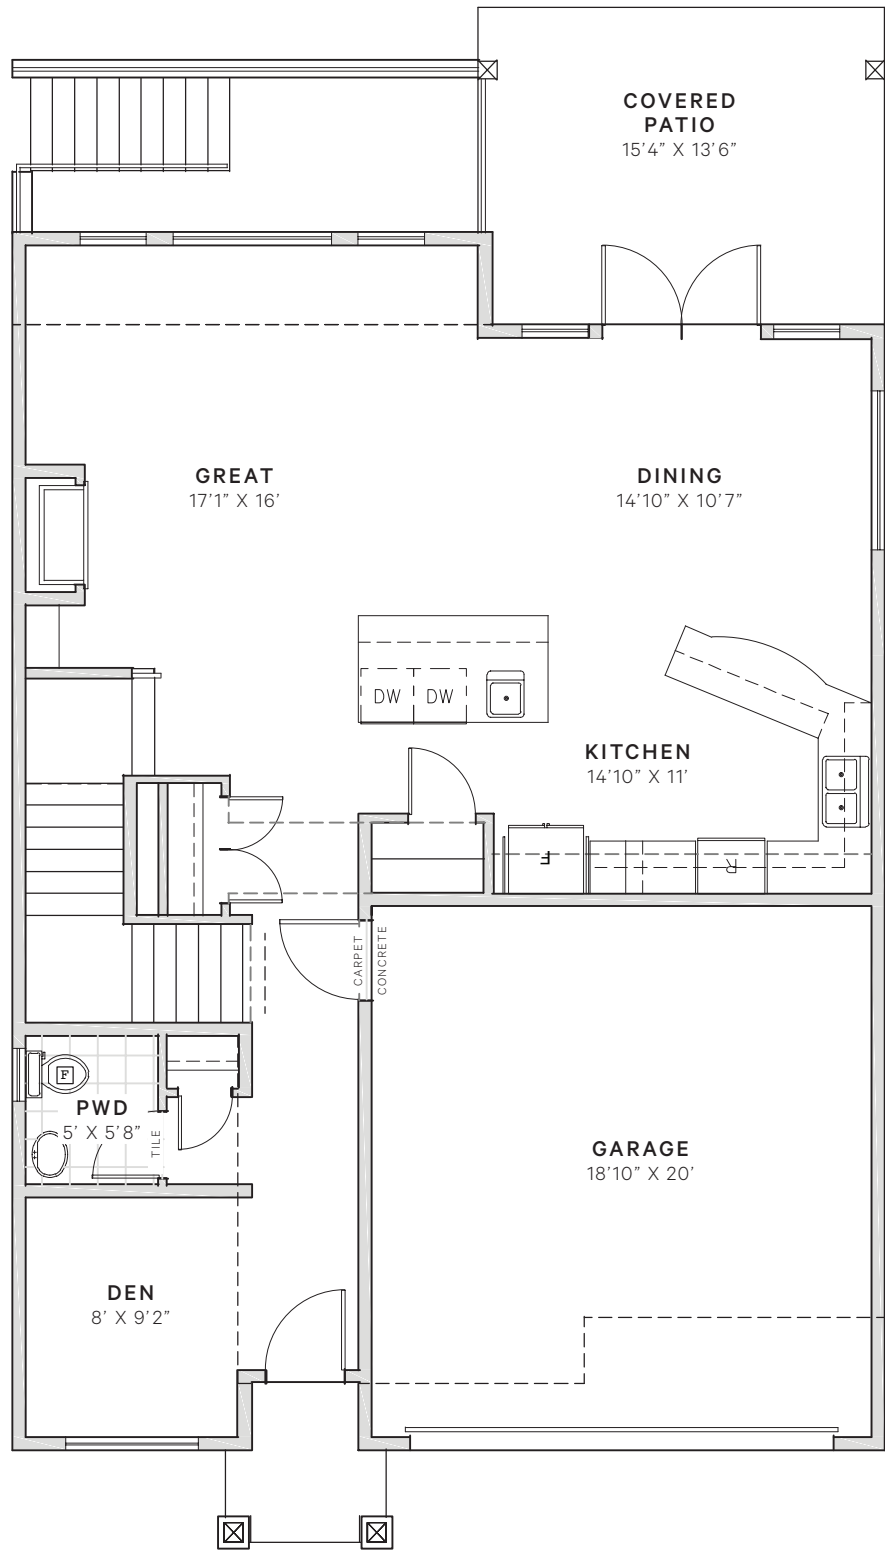 COVERED
PATIO
15'4” X 13'6”
GREAT
17'1” X 16'
DINING
14'10” X 10'7”
DW DW
KITCHEN
14'10” X 11'
F
R
CARPET
CONCRETE
F
PWD
5' X 5'8”
TILE
GARAGE
18'10” X 20'
DEN
8' X 9'2”